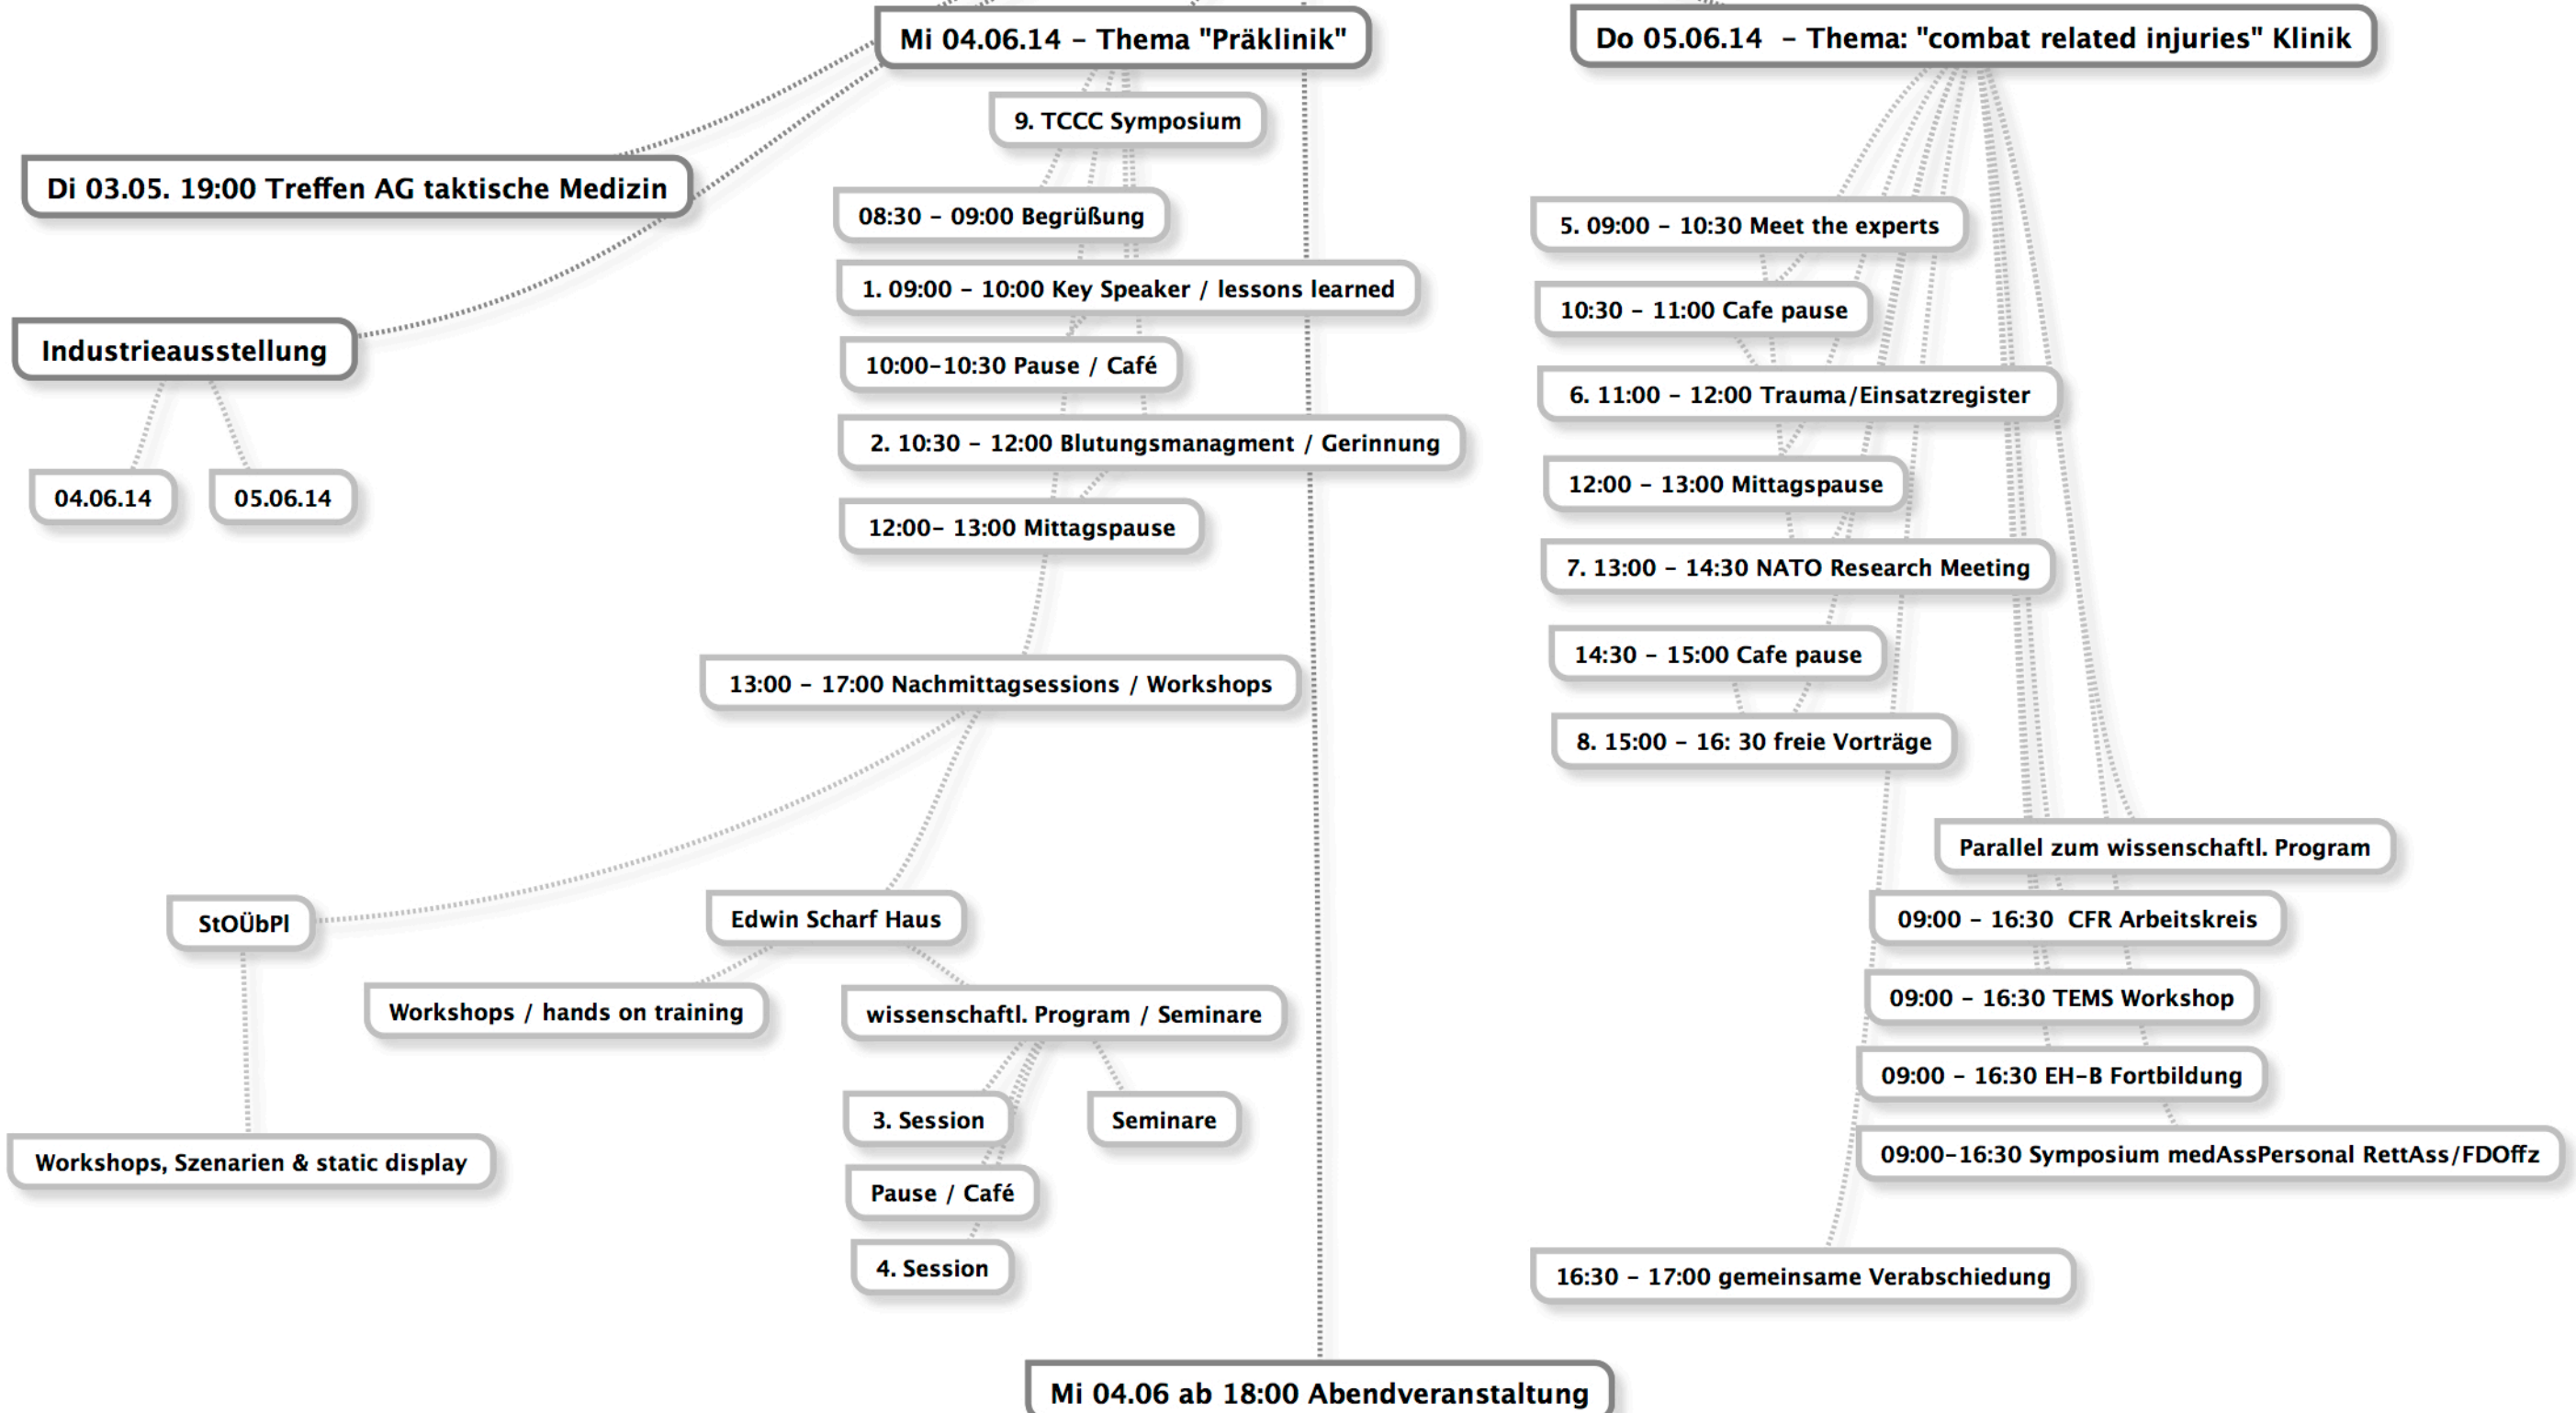 Mi 04.06.14 – Thema "Präklinik"
Do 05.06.14 – Thema: "combat related injuries" Klinik
9. TCCC Symposium
Di 03.05. 19:00 Treffen AG taktische Medizin
08:30 – 09:00 Begrüßung
1. 09:00 – 10:00 Key Speaker / lessons learned
10:00–10:30 Pause / Café
2. 10:30 – 12:00 Blutungsmanagment / Gerinnung
12:00– 13:00 Mittagspause
Industrieausstellung
04.06.14
05.06.14
13:00 – 17:00 Nachmittagsessions / Workshops
StOÜbPl
Edwin Scharf Haus
Workshops / hands on training
wissenschaftl. Program / Seminare
3. Session
Seminare
Pause / Café
4. Session
Workshops, Szenarien & static display
5. 09:00 – 10:30 Meet the experts
10:30 – 11:00 Cafe pause
6. 11:00 – 12:00 Trauma/Einsatzregister
12:00 – 13:00 Mittagspause
7. 13:00 – 14:30 NATO Research Meeting
14:30 – 15:00 Cafe pause
8. 15:00 – 16: 30 freie Vorträge
Parallel zum wissenschaftl. Program
09:00 – 16:30 CFR Arbeitskreis
09:00 – 16:30 TEMS Workshop
09:00 – 16:30 EH–B Fortbildung
09:00–16:30 Symposium medAssPersonal RettAss/FDOffz
16:30 – 17:00 gemeinsame Verabschiedung
Mi 04.06 ab 18:00 Abendveranstaltung